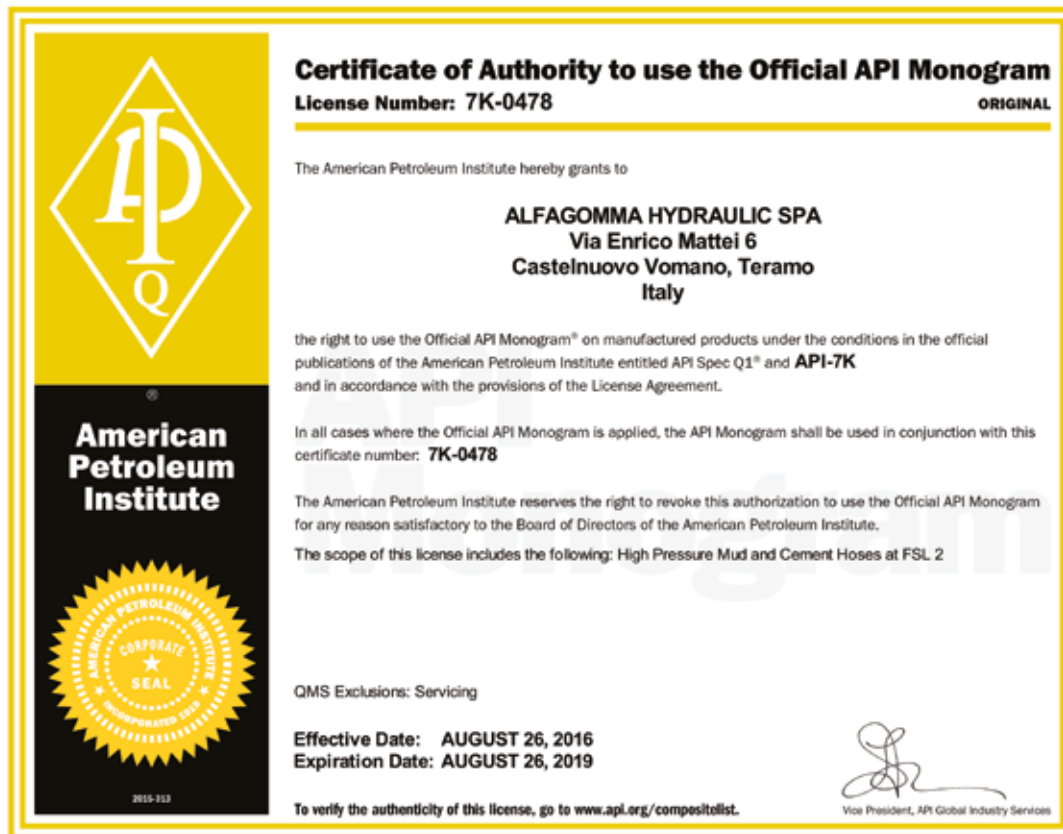 API
Q
®
American
Petroleum
Institute
AMERICAN PETROLEUM INSTITUTE
CORPORATE
SEAL
INCORPORATED 1919
2015-313
Certificate of Authority to use the Official API Monogram
License Number: 7K-0478
ORIGINAL
The American Petroleum Institute hereby grants to
ALFAGOMMA HYDRAULIC SPA
Via Enrico Mattei 6
Castelnuovo Vomano, Teramo
Italy
the right to use the Official API Monogram® on manufactured products under the conditions in the official
publications of the American Petroleum Institute entitled API Spec Q1® and API-7K
and in accordance with the provisions of the License Agreement.
In all cases where the Official API Monogram is applied, the API Monogram shall be used in conjunction with this
certificate number: 7K-0478
The American Petroleum Institute reserves the right to revoke this authorization to use the Official API Monogram
for any reason satisfactory to the Board of Directors of the American Petroleum Institute.
The scope of this license includes the following: High Pressure Mud and Cement Hoses at FSL 2
API
Monogram
QMS Exclusions: Servicing
Effective Date: AUGUST 26, 2016
Expiration Date: AUGUST 26, 2019
To verify the authenticity of this license, go to www.api.org/compositelist.
Vice President, API Global Industry Services